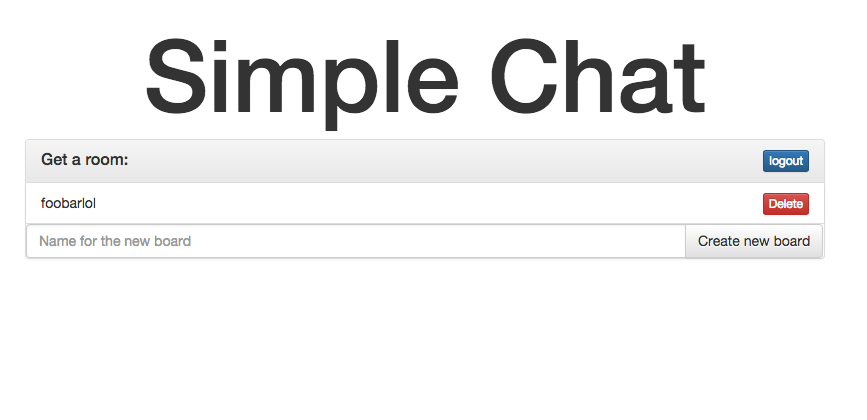 Simple Chat
Get a room:
logout
foobarlol
Delete
Name for the new board
Create new board